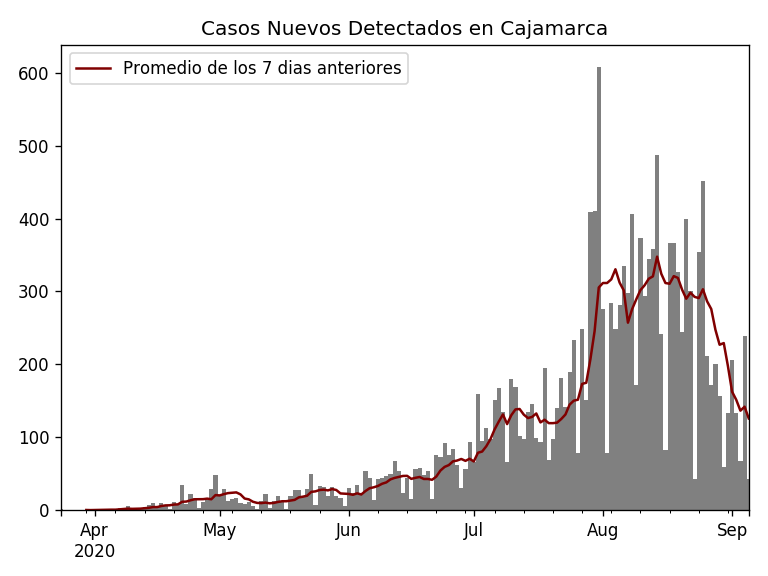 Casos Nuevos Detectados en Cajamarca
Promedio de los 7 dias anteriores
600
500
400
300
200
100
0
Apr May Jun Jul Aug Sep
2020